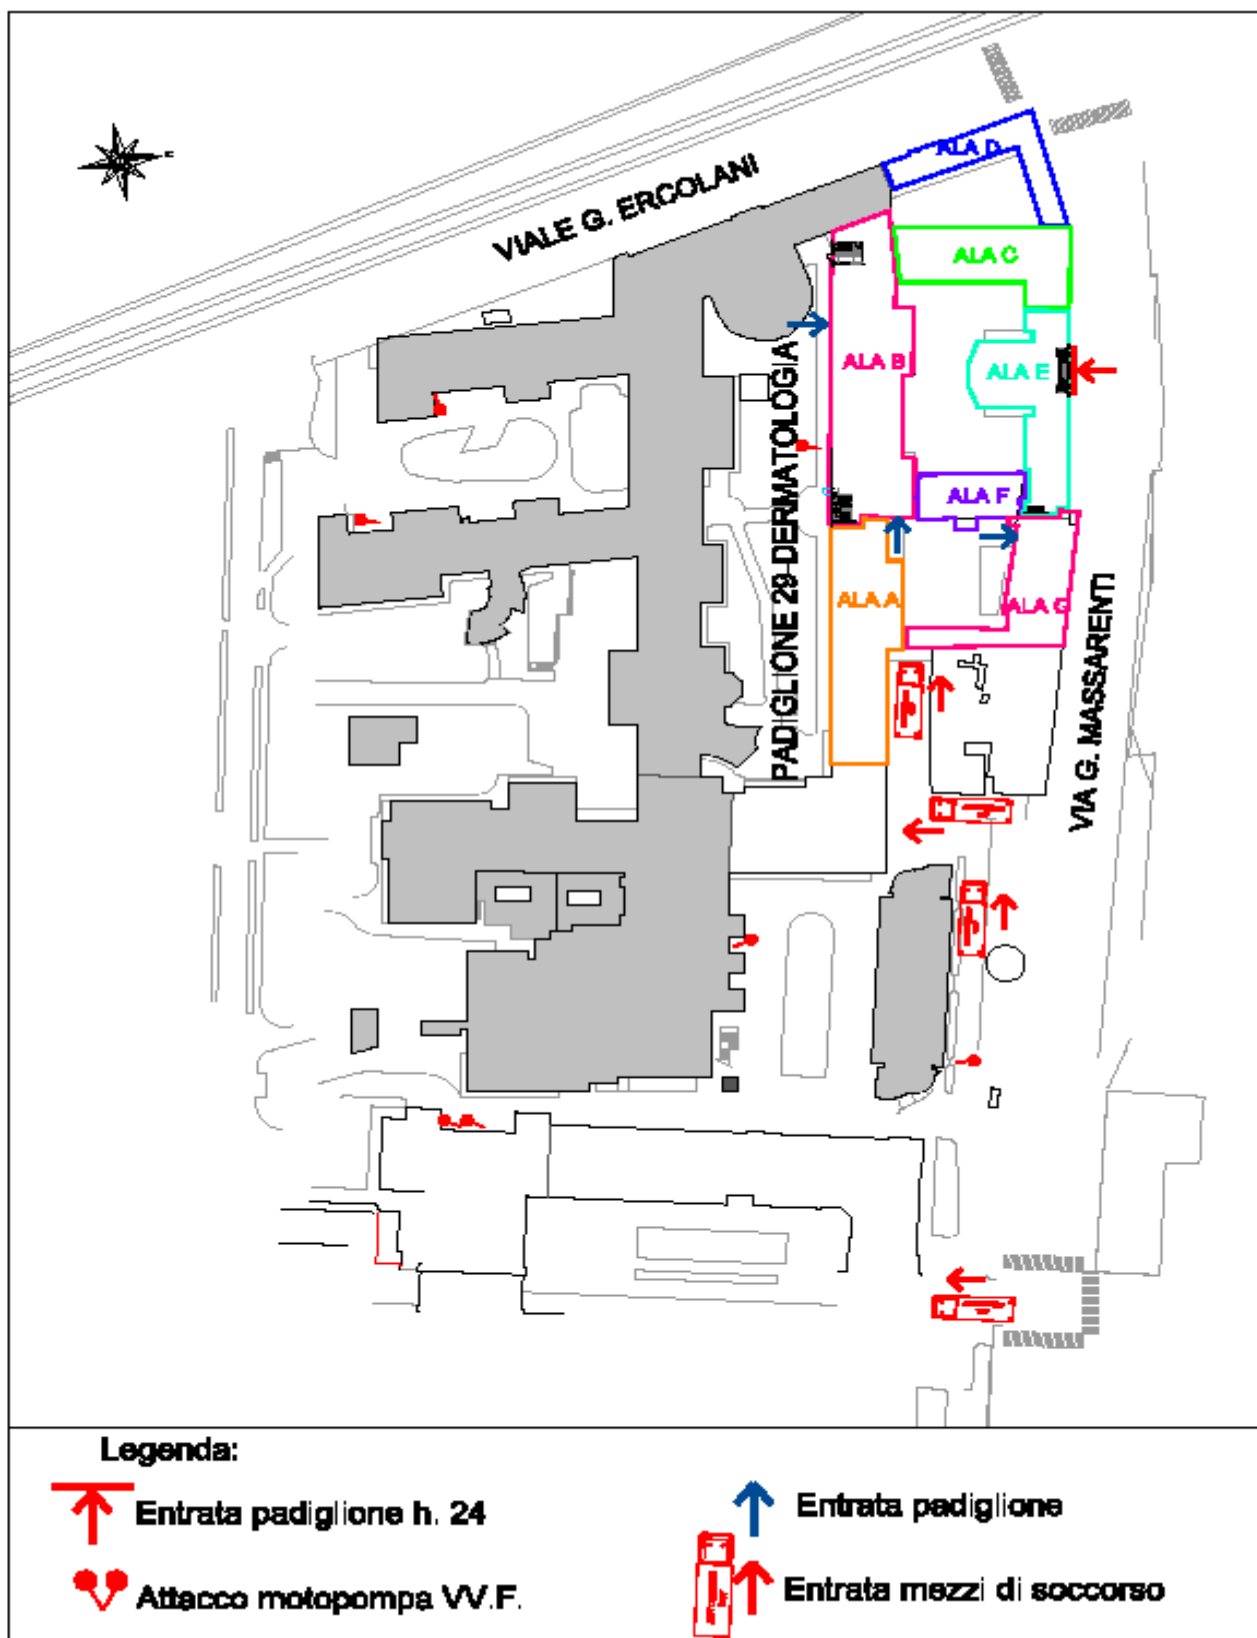 VIALE G. ERCOLANI
ALA D
ALA C
ALA B
ALA E
ALA F
ALA A
ALA G
PADIGLIONE 29 DERMATOLOGIA
VIA G. MASSARENTI
Legenda:
Entrata padiglione h. 24
Entrata padiglione
Attacco motopompa VV.F.
Entrata mezzi di soccorso